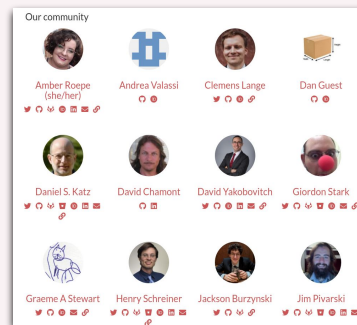 Our community
Amber Roepe
(she/her)
Andrea Valassi
Clemens Lange
Dan Guest
Daniel S. Katz
David Chamont
David Yakobovitch
Giordon Stark
Graeme A Stewart
Henry Schreiner
Jackson Burzynski
Jim Pivarski